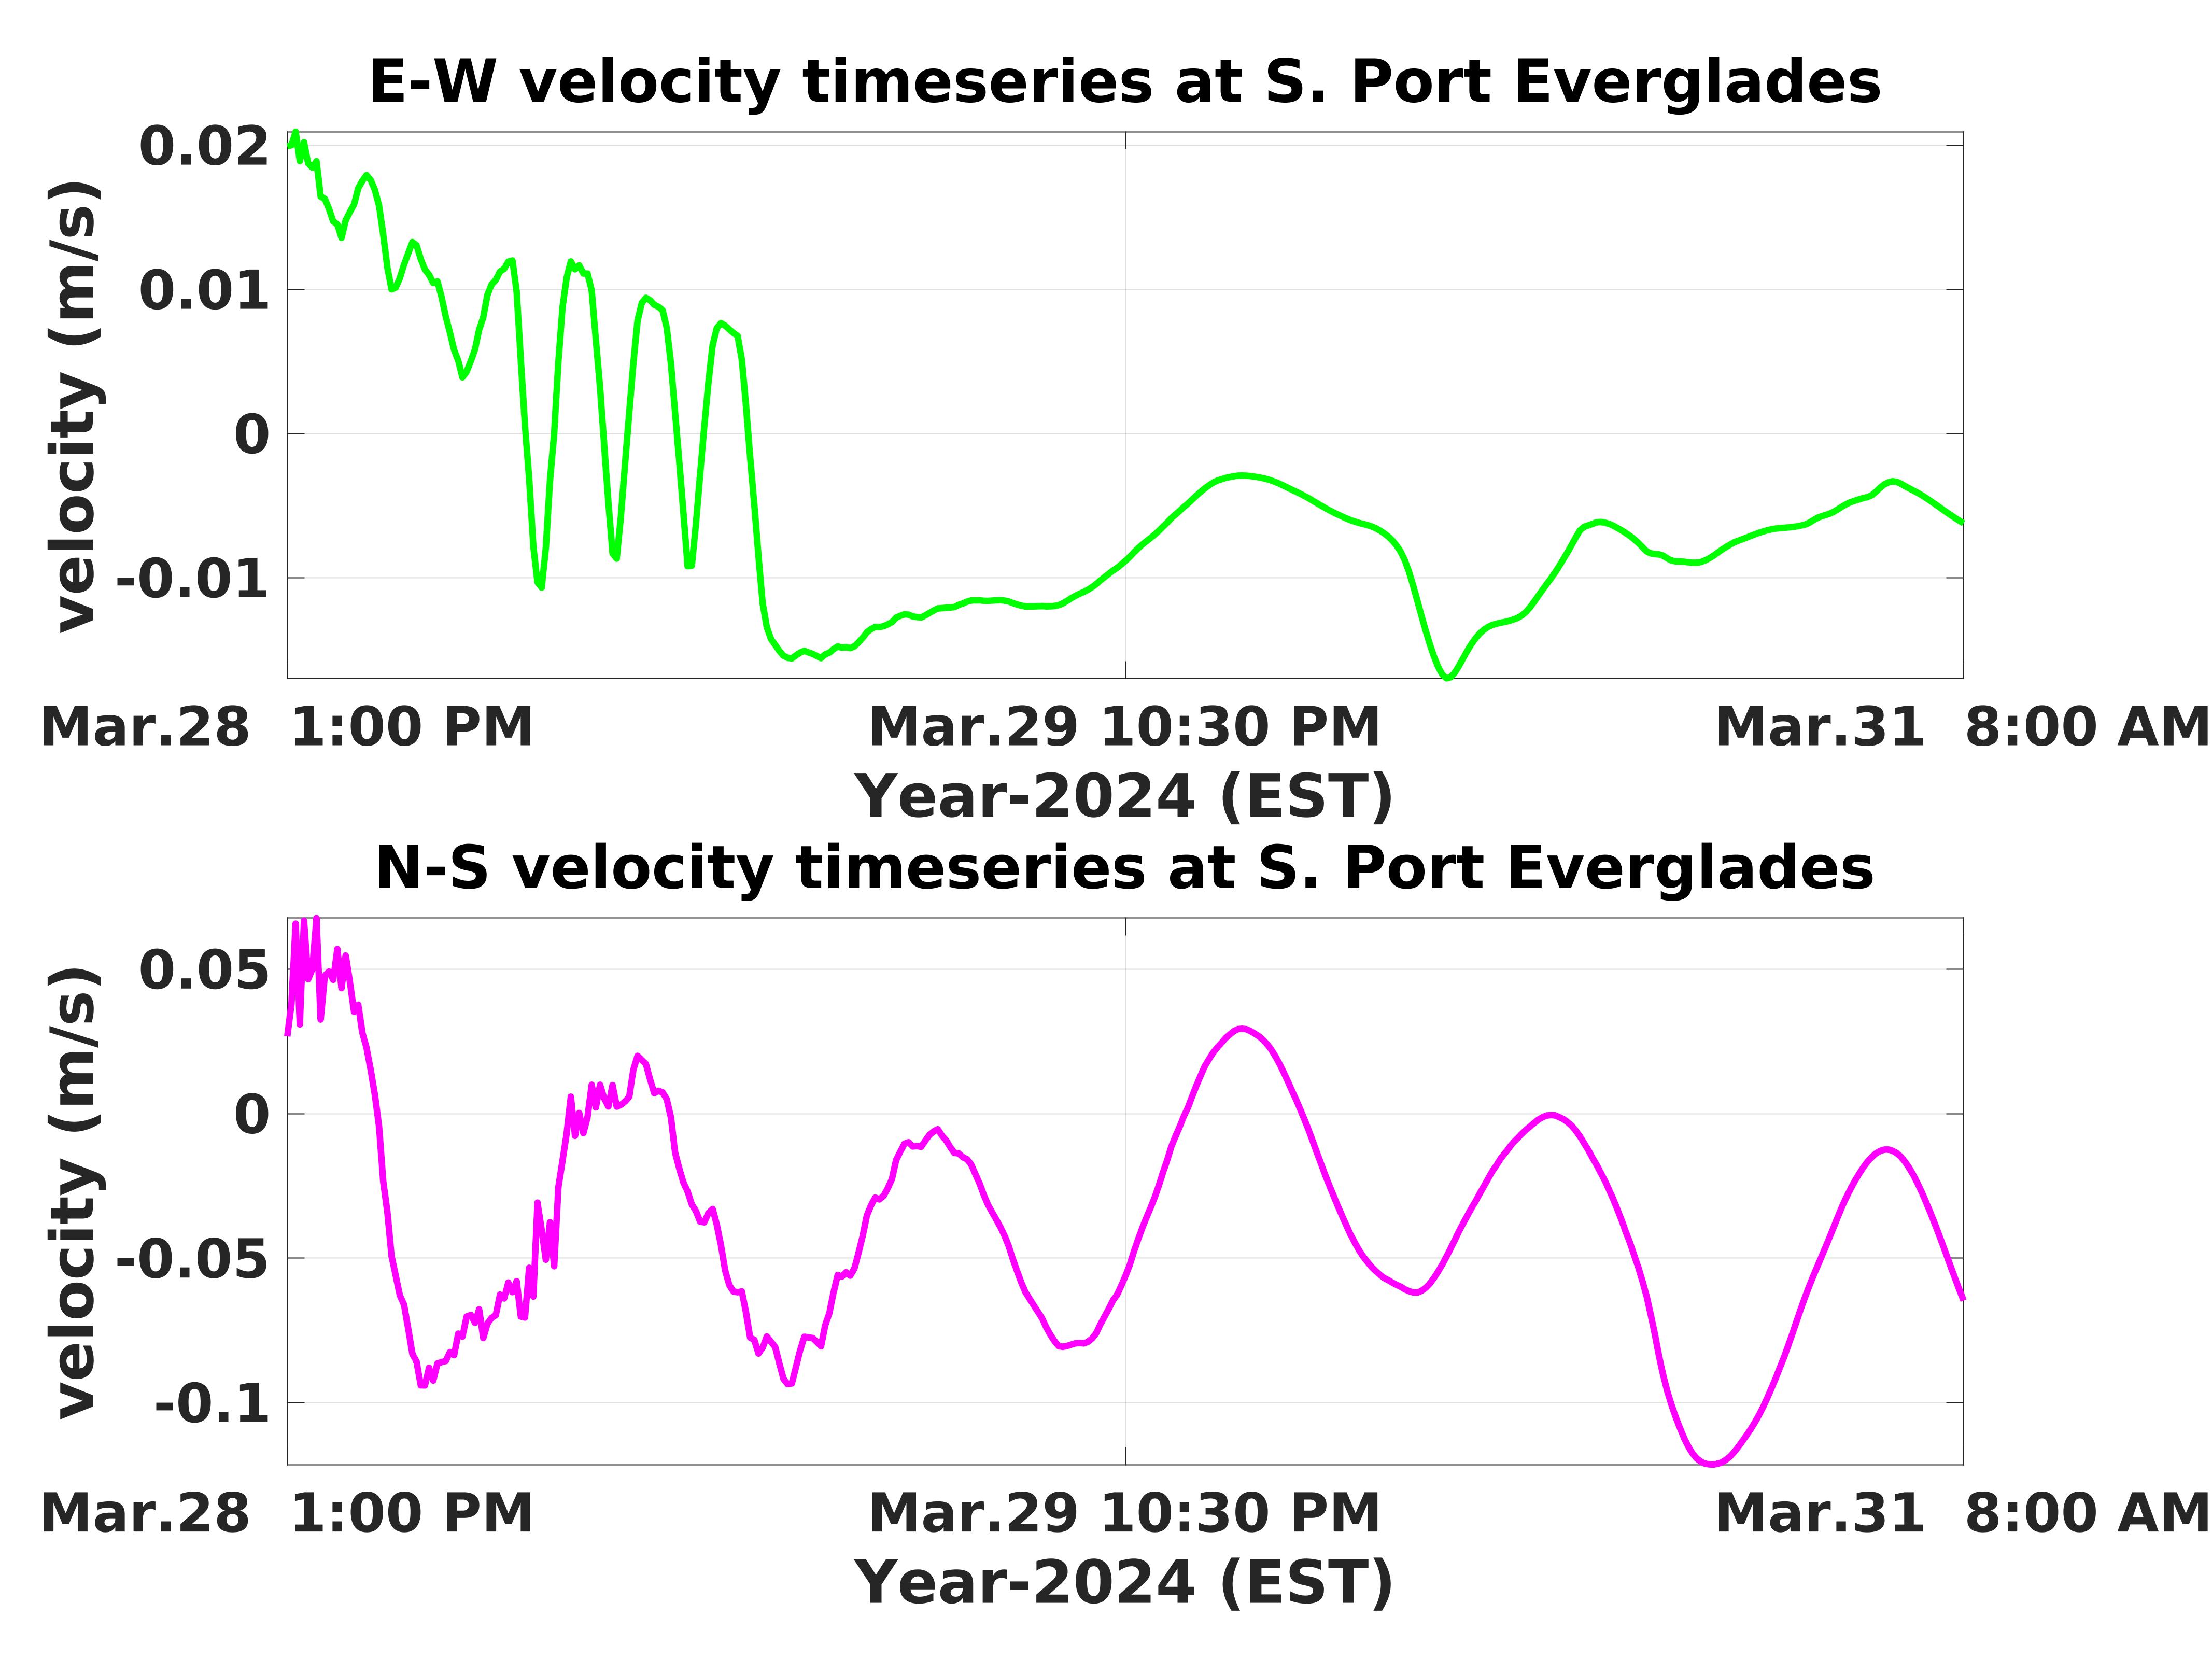 E-W velocity timeseries at S. Port Everglades
velocity (m/s)
0.02
0.01
0
-0.01
Mar.28 1:00 PM Mar.29 10:30 PM Mar.31 8:00 AM
Year-2024 (EST)
N-S velocity timeseries at S. Port Everglades
velocity (m/s)
0.05
0
-0.05
-0.1
Mar.28 1:00 PM Mar.29 10:30 PM Mar.31 8:00 AM
Year-2024 (EST)